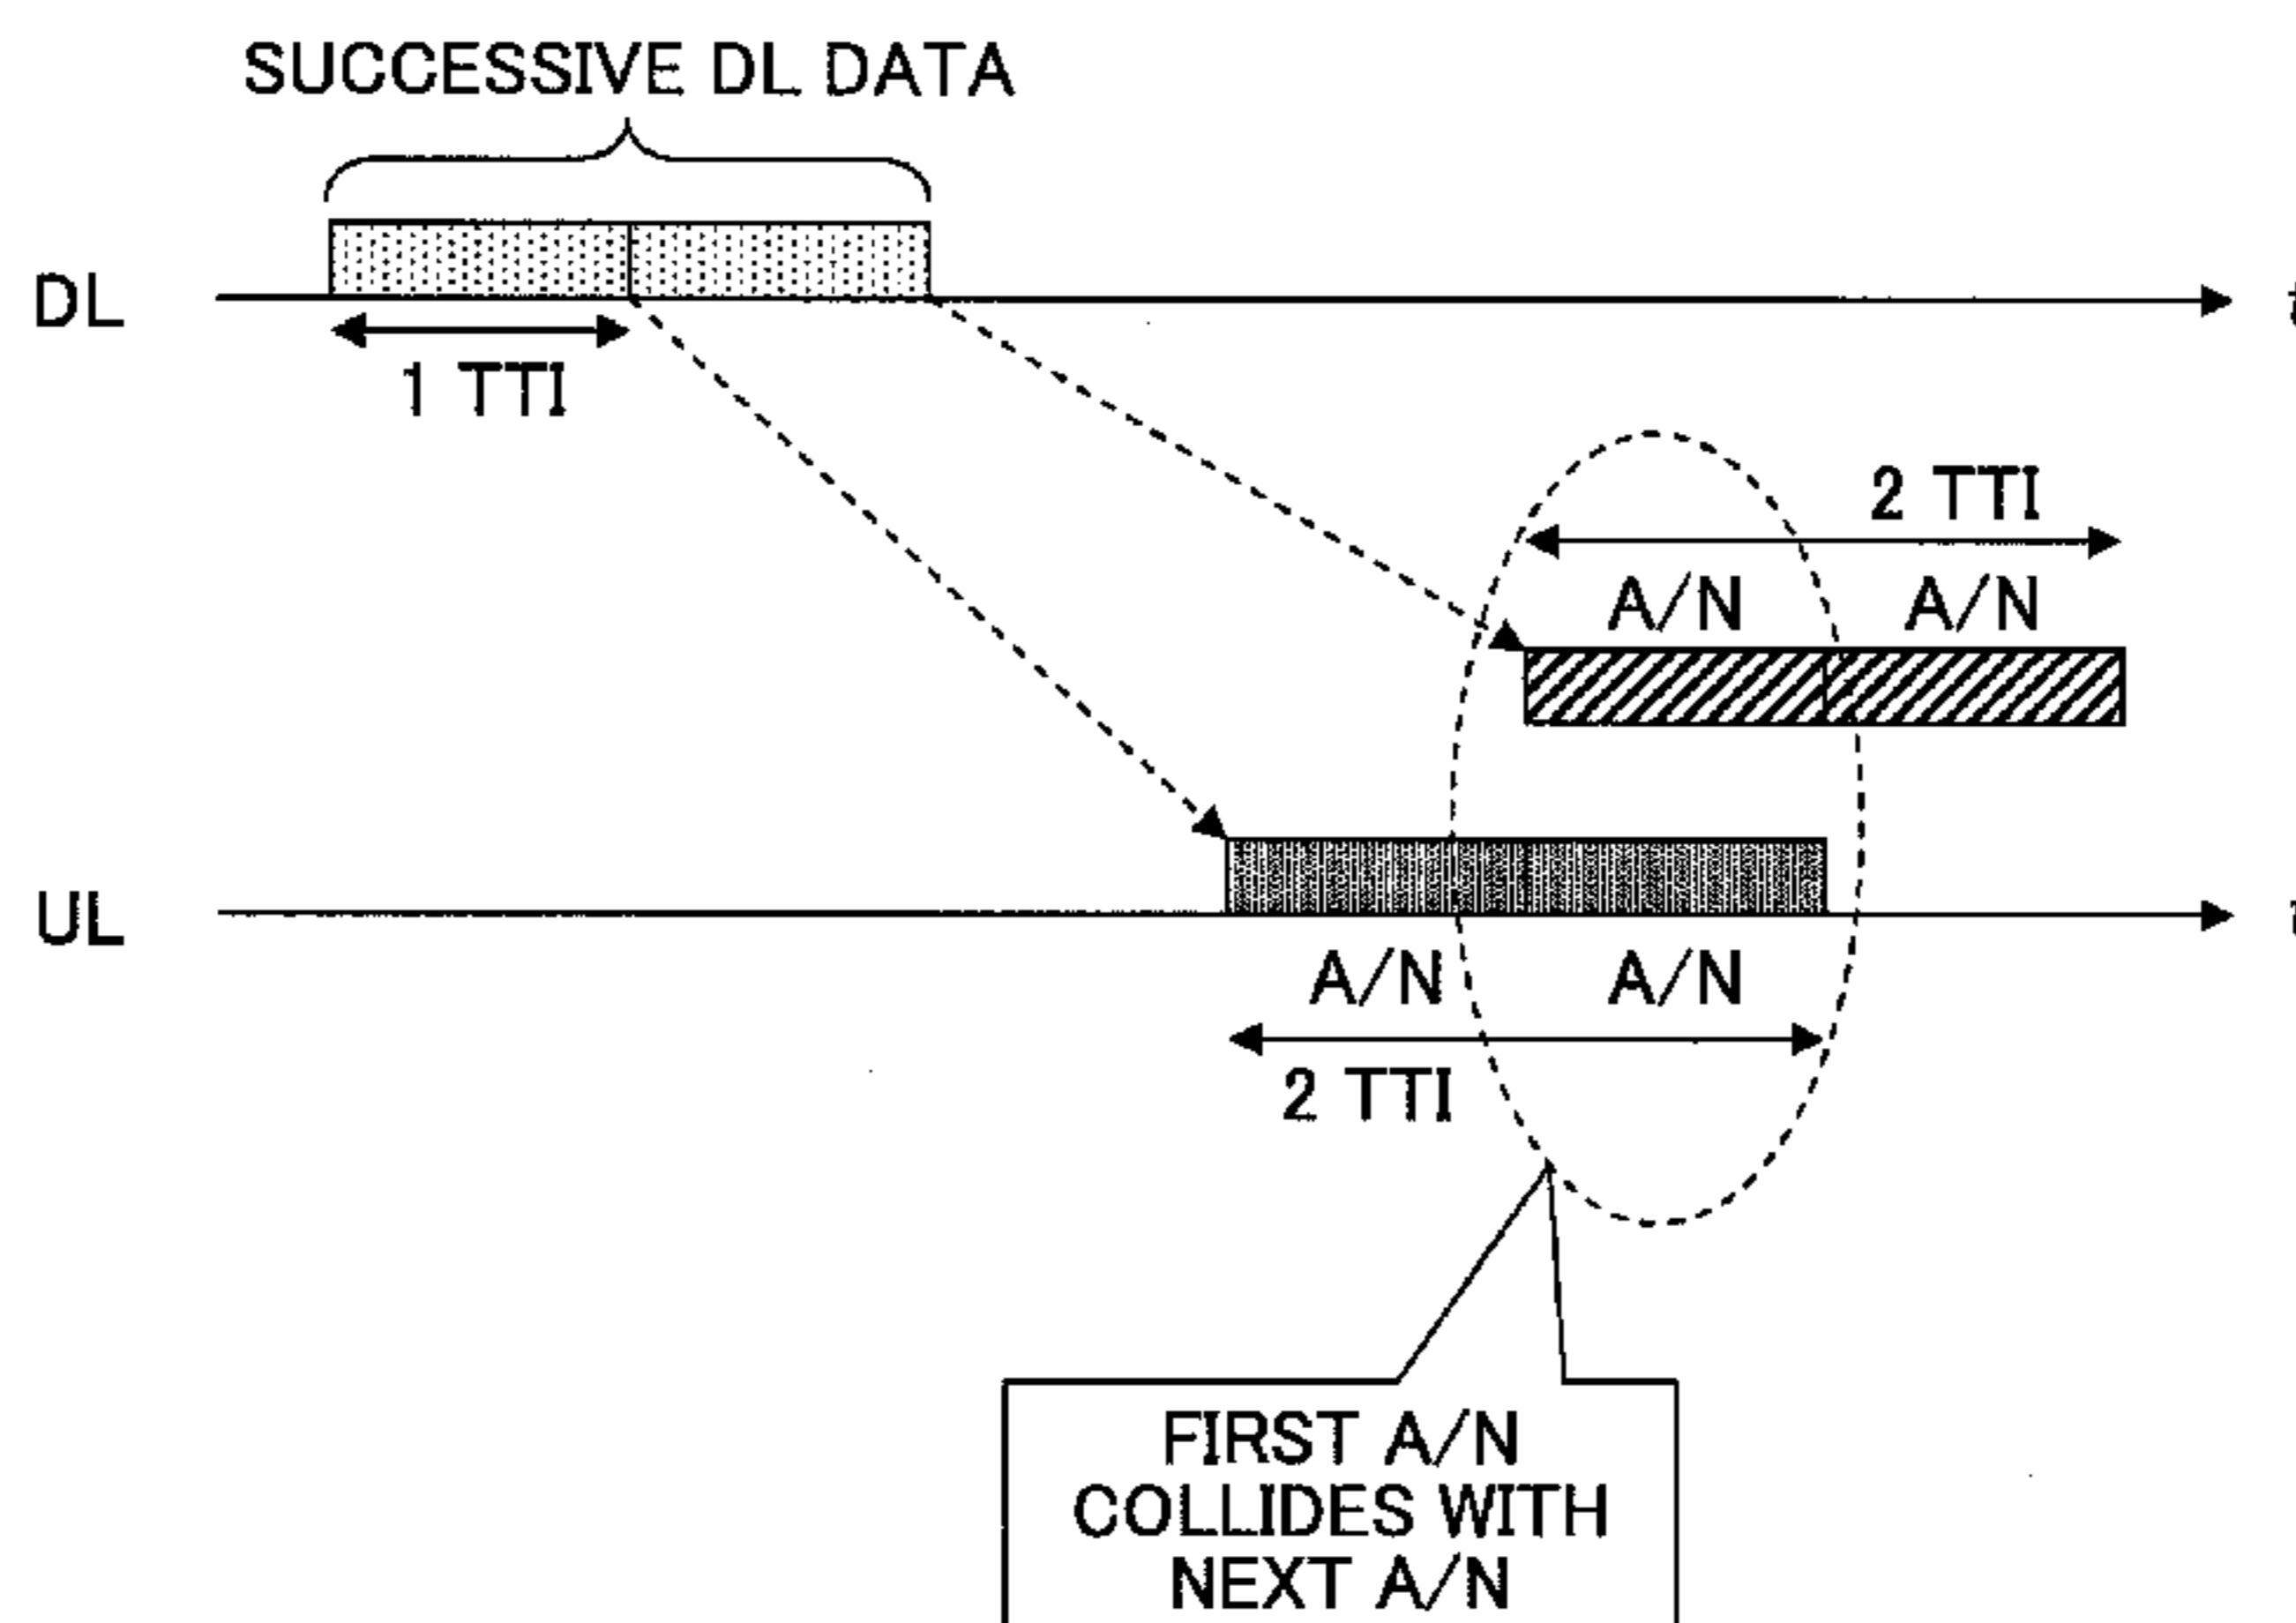 SUCCESSIVE DL DATA
DL
1 TTI
2 TTI
A/N A/N
UL
A/N A/N
2 TTI
FIRST A/N
COLLIDES WITH
NEXT A/N